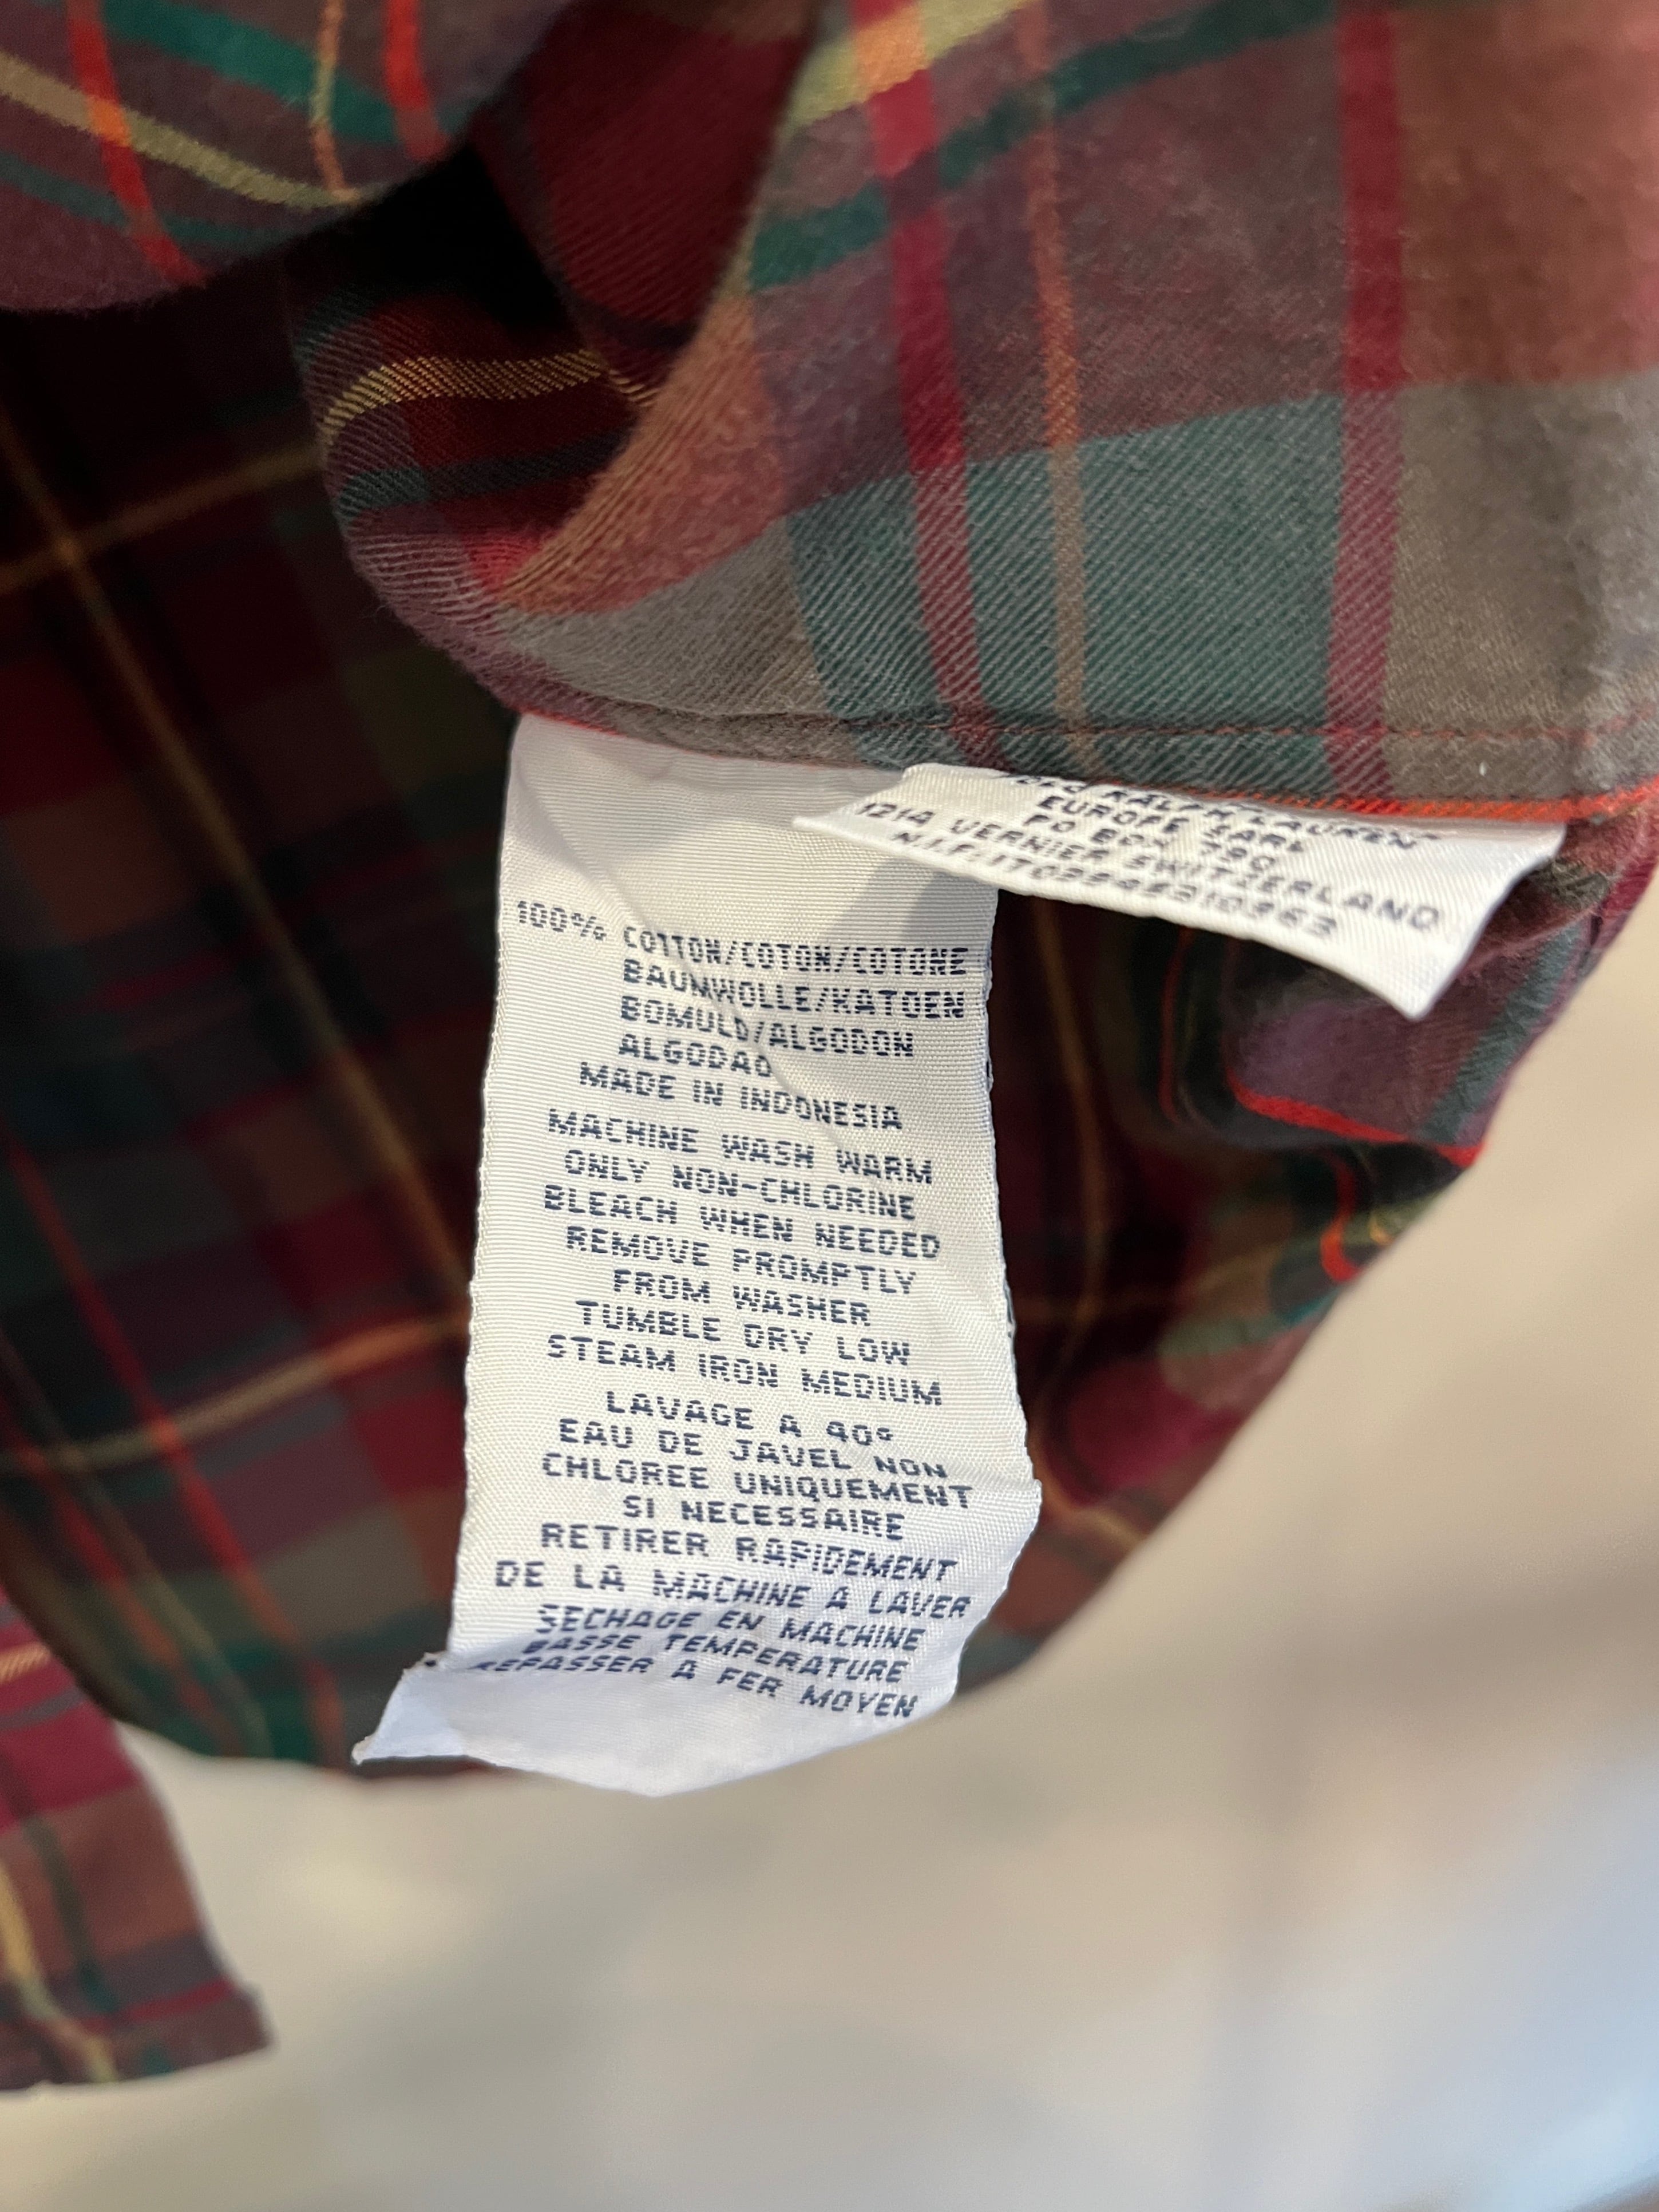 RALPH LAUREN
EUROPE SARL
PO BOX 790
1214 VERNIER SWITZERLAND
100% COTTON/COTON/COTONE
BAUMWOLLE/KATOEN
BOMULD/ALGODON
ALGODAO
MADE IN INDONESIA
MACHINE WASH WARM
ONLY NON-CHLORINE
BLEACH WHEN NEEDED
REMOVE PROMPTLY
FROM WASHER
TUMBLE DRY LOW
STEAM IRON MEDIUM
LAVAGE A 40°
EAU DE JAVEL NON
CHLOREE UNIQUEMENT
SI NECESSAIRE
RETIRER RAPIDEMENT
DE LA MACHINE A LAVER
SECHAGE EN MACHINE
BASSE TEMPERATURE
REPASSER A FER MOYEN